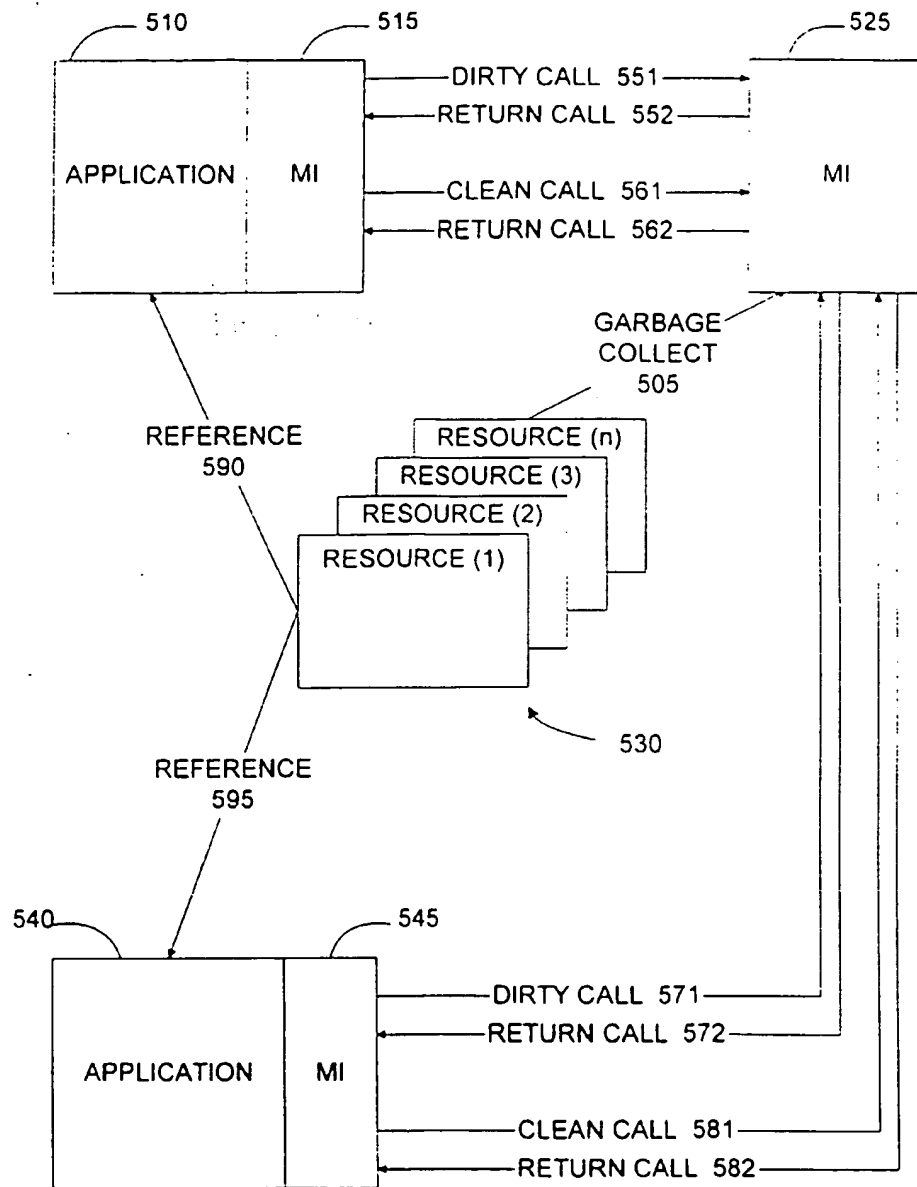 510
515
525
DIRTY CALL 551
RETURN CALL 552
APPLICATION
MI
MI
CLEAN CALL 561
RETURN CALL 562
GARBAGE
COLLECT
505
REFERENCE
590
RESOURCE (n)
RESOURCE (3)
RESOURCE (2)
RESOURCE (1)
530
REFERENCE
595
540
545
DIRTY CALL 571
RETURN CALL 572
APPLICATION
MI
CLEAN CALL 581
RETURN CALL 582